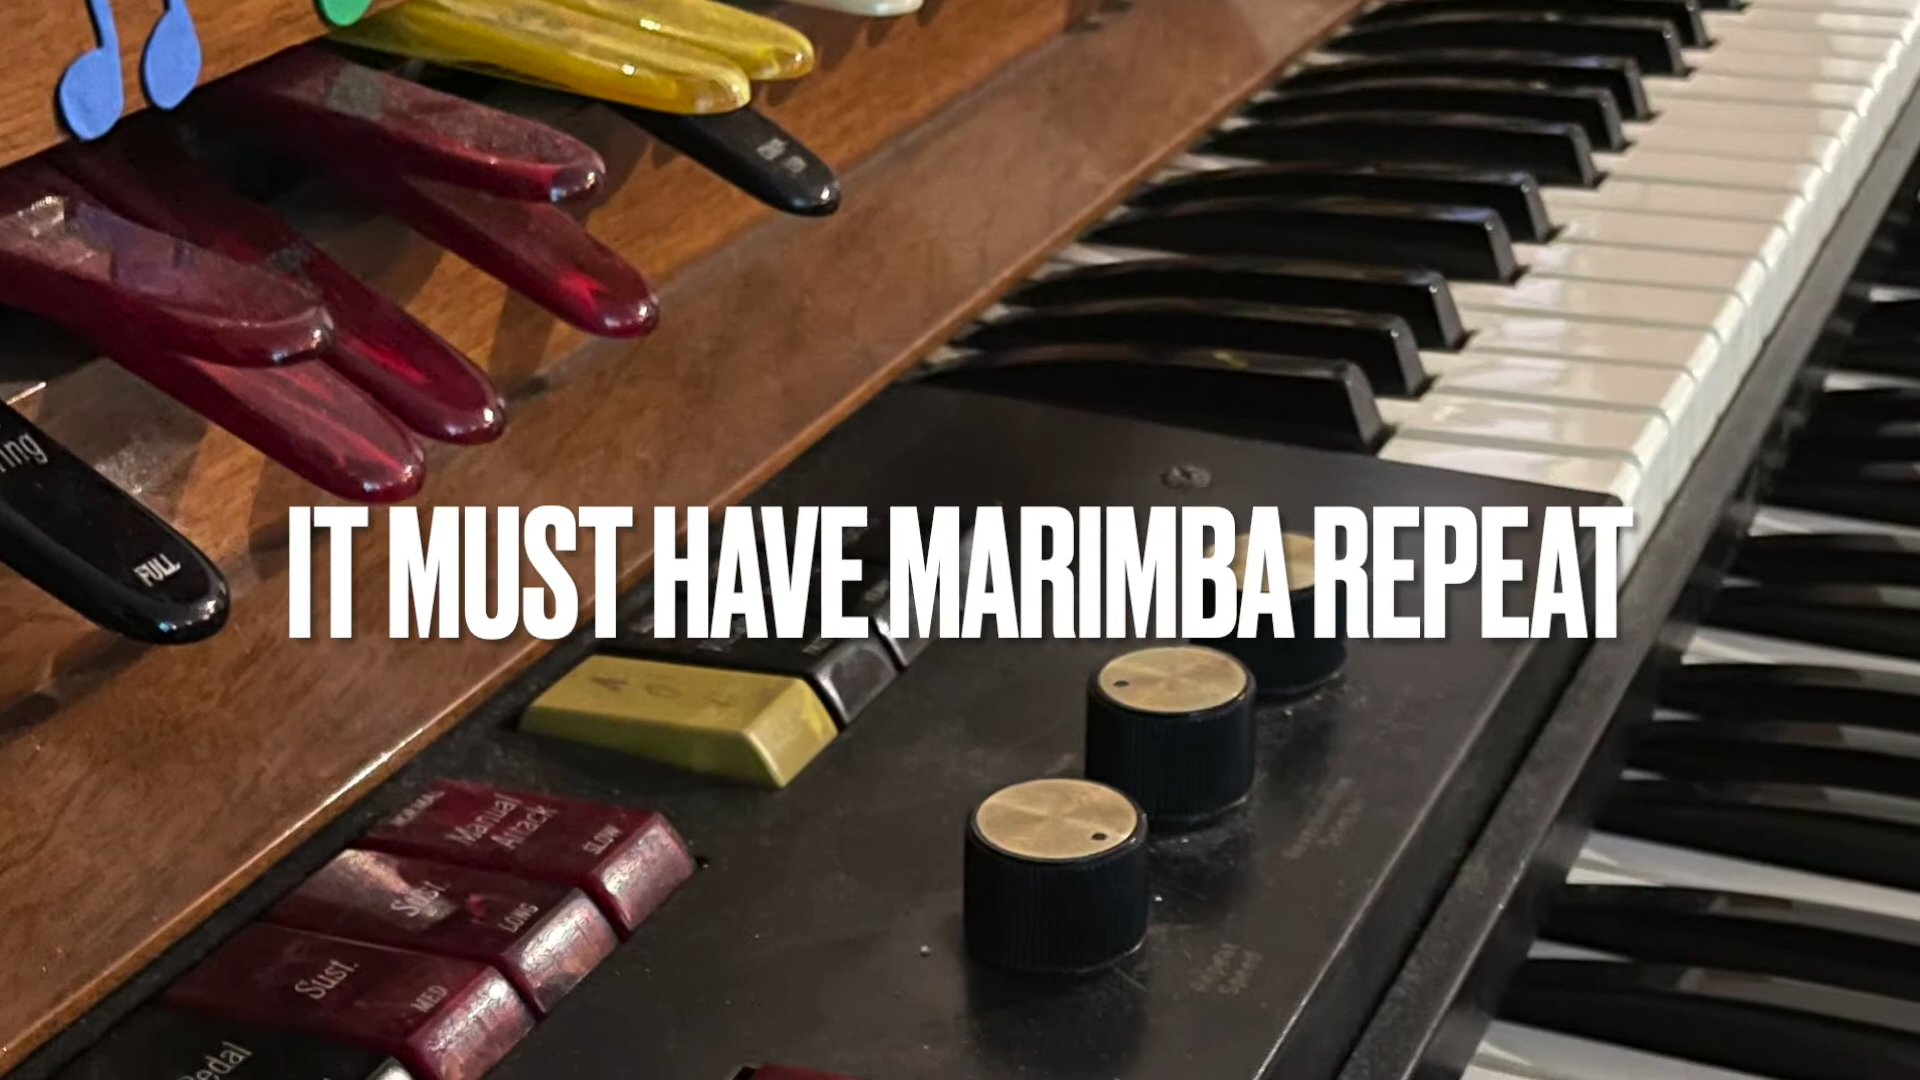 ing
FULL
IT MUST HAVE MARIMBA REPEAT
NORMAL
Manual
Attack
SLOW
Sust.
LONG
Sust.
MED
Pedal
Repeat
Speed